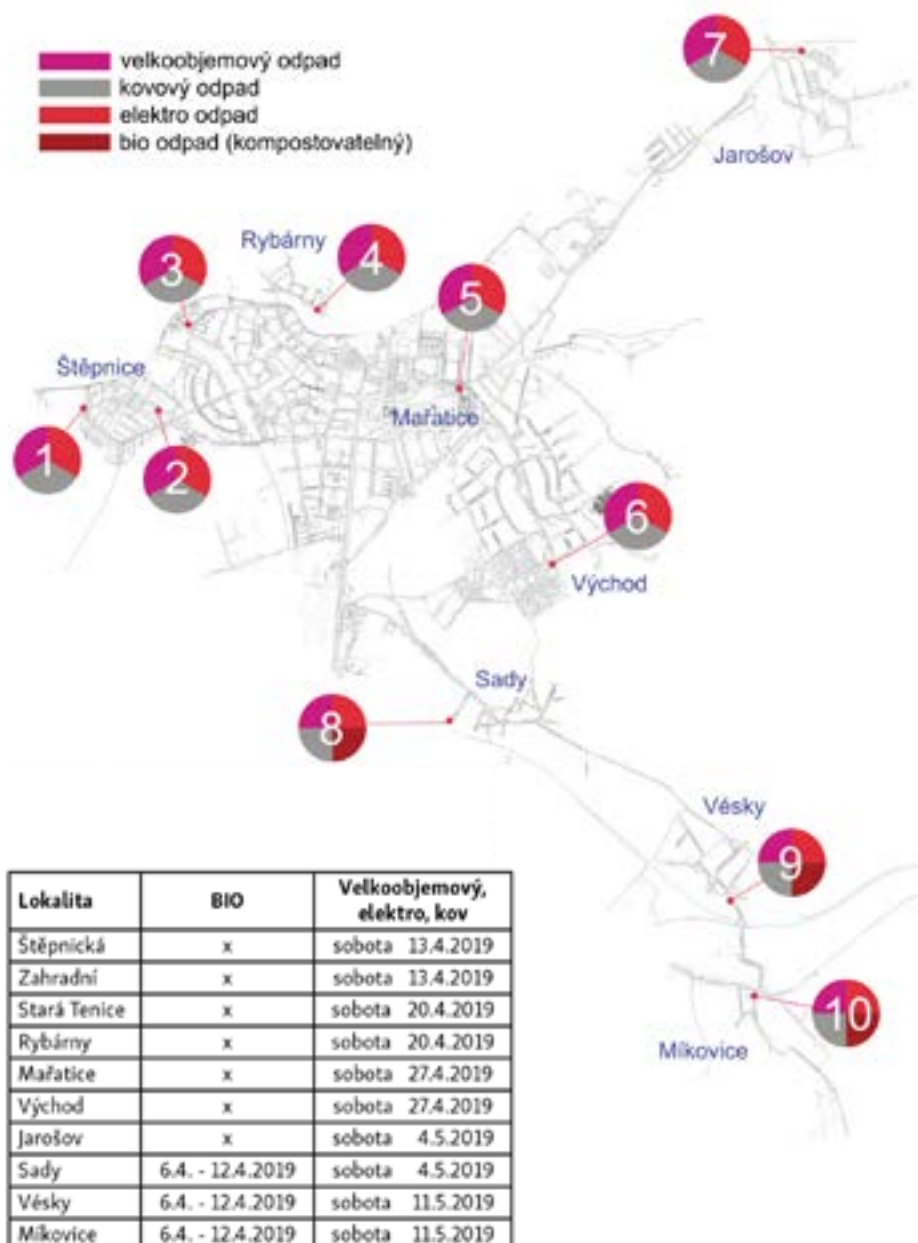 velkoobjemový odpad
kovový odpad
elektro odpad
bio odpad (kompostovatelný)
7
Jarošov
Rybárny
3
4
5
Štěpnice
Mařatice
1
2
6
Východ
Sady
8
Vésky
9
10
Míkovice
Lokalita BIO Velkoobjemový, elektro, kov
Štěpnická x sobota 13.4.2019
Zahradní x sobota 13.4.2019
Stará Tenice x sobota 20.4.2019
Rybárny x sobota 20.4.2019
Mařatice x sobota 27.4.2019
Východ x sobota 27.4.2019
Jarošov x sobota 4.5.2019
Sady 6.4. - 12.4.2019 sobota 4.5.2019
Vésky 6.4. - 12.4.2019 sobota 11.5.2019
Míkovice 6.4. - 12.4.2019 sobota 11.5.2019